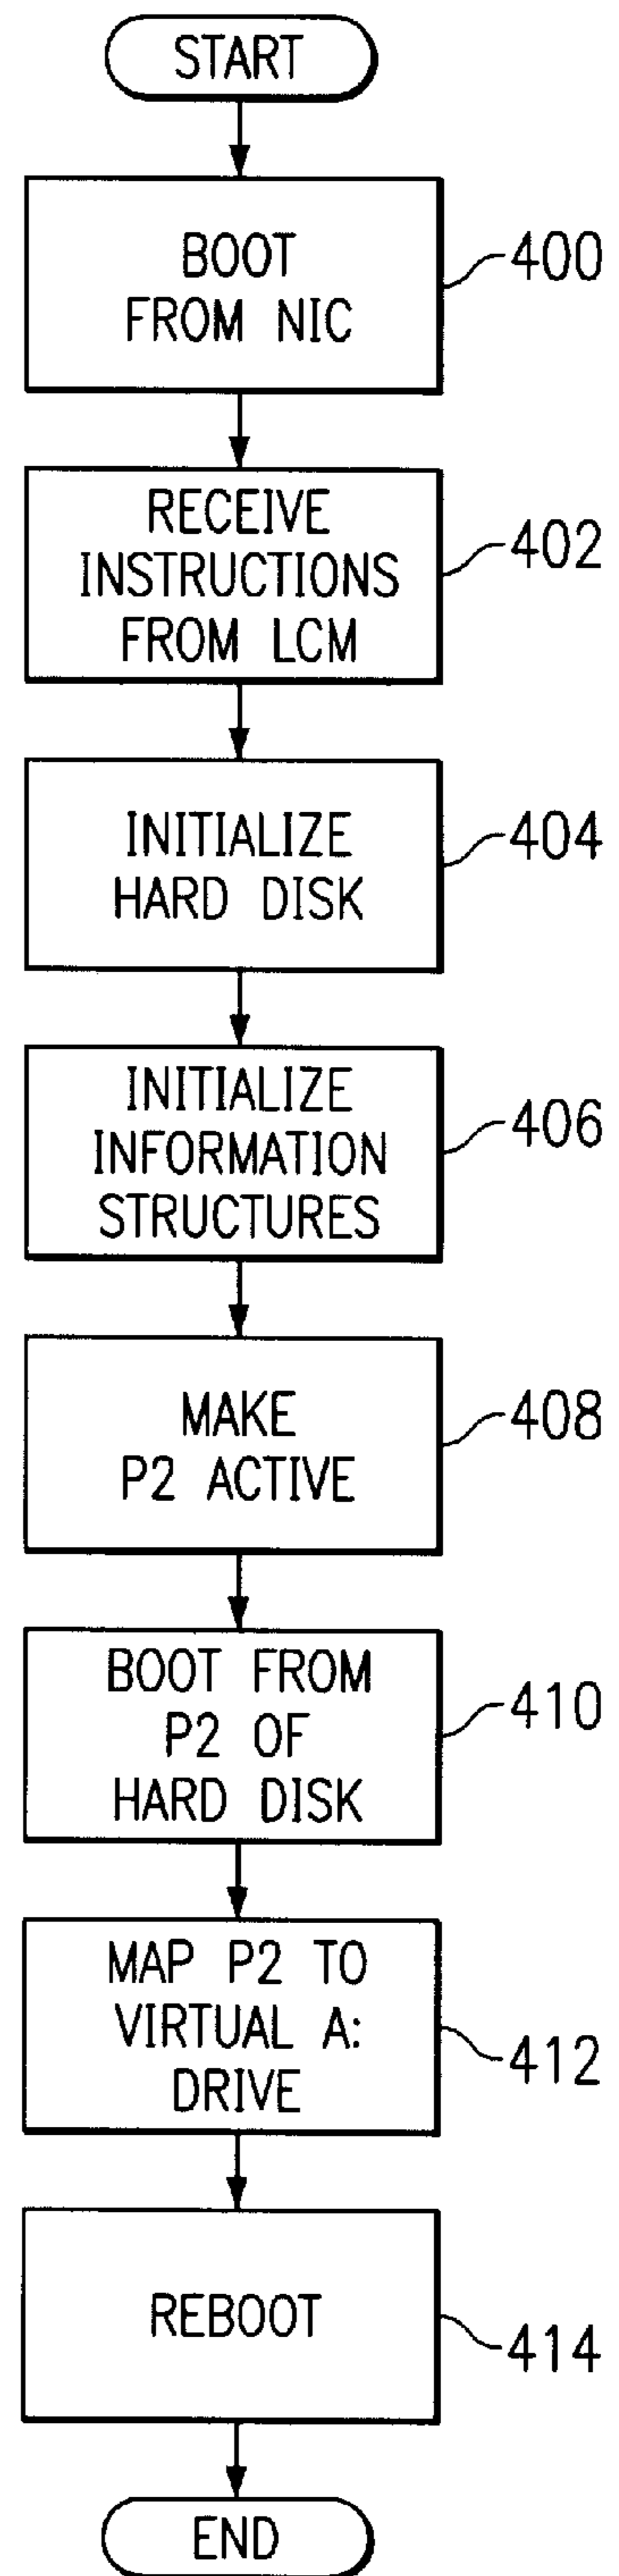 START
BOOT
FROM NIC
400
RECEIVE
INSTRUCTIONS
FROM LCM
402
INITIALIZE
HARD DISK
404
INITIALIZE
INFORMATION
STRUCTURES
406
MAKE
P2 ACTIVE
408
BOOT FROM
P2 OF
HARD DISK
410
MAP P2 TO
VIRTUAL A:
DRIVE
412
REBOOT
414
END